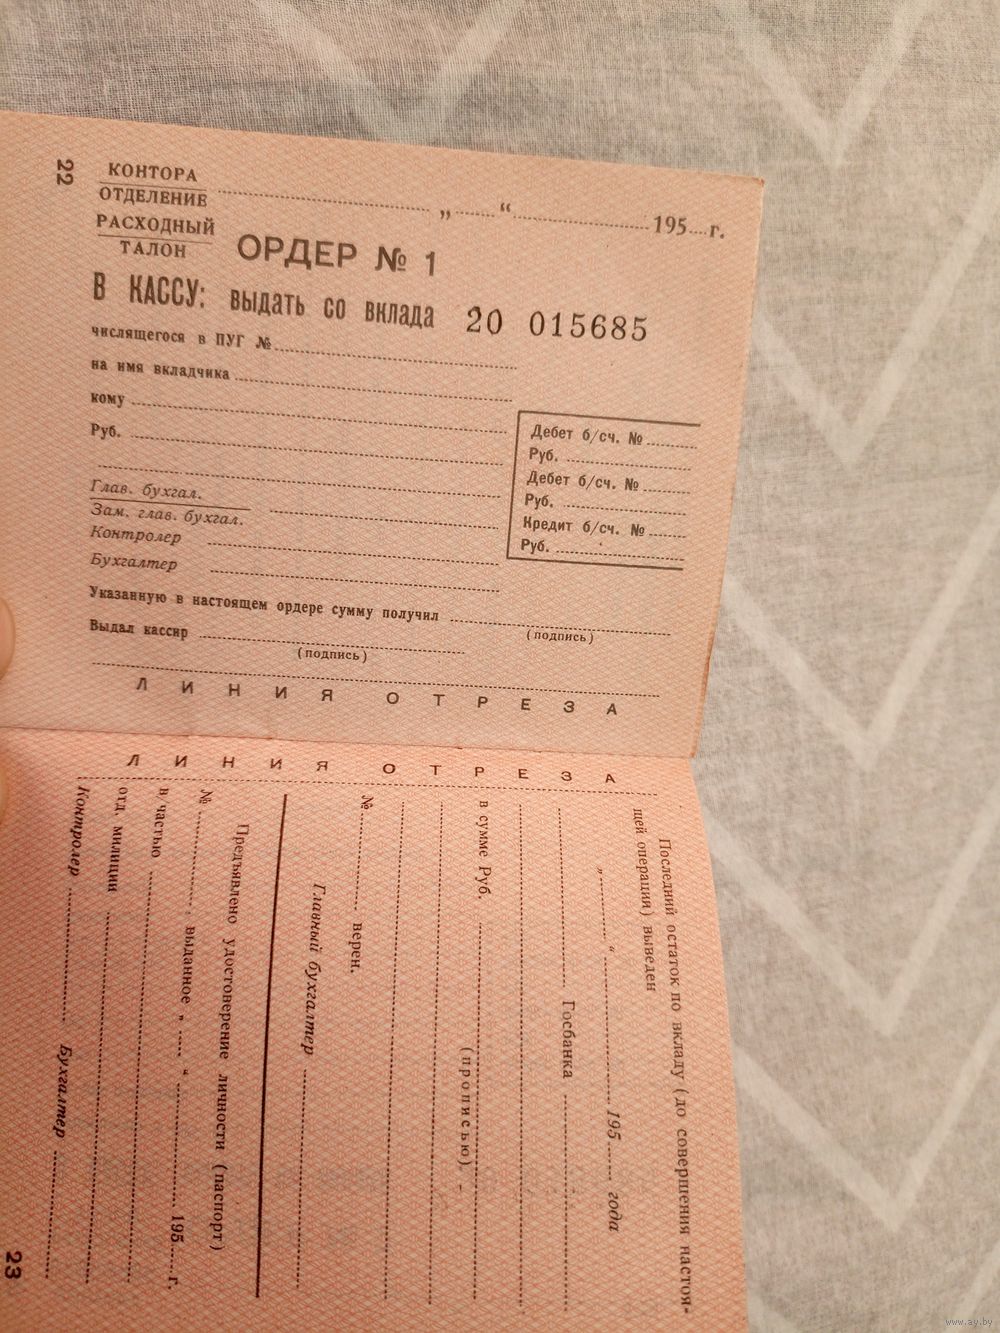 22
КОНТОРА
ОТДЕЛЕНИЕ „ “ 195 г.
РАСХОДНЫЙ
ТАЛОН
ОРДЕР № 1
В КАССУ: ВЫДАТЬ СО ВКЛАДА 20 015685
числящегося в ПУГ №
на имя вкладчика
кому
Руб.
Глав. бухгал.
Зам. глав. бухгал.
Контролер
Бухгалтер
Дебет б/сч. №
Руб.
Дебет б/сч. №
Руб.
Кредит б/сч. №
Руб.
Указанную в настоящем ордере сумму получил
(подпись)
Выдал кассир
(подпись)
ЛИНИЯ ОТРЕЗА
ЛИНИЯ ОТРЕЗА
Последний остаток по вкладу (до совершения настоя-
щей операции) выведен
„ “ 195 года
Госбанка
в сумме Руб.
(прописью).
№ верен.
Главный бухгалтер
Предъявлено удостоверение личности (паспорт)
№ , выданное „ “ 195 г.
в/частью
отд. милиции
Контролер Бухгалтер
23
www.ay.by